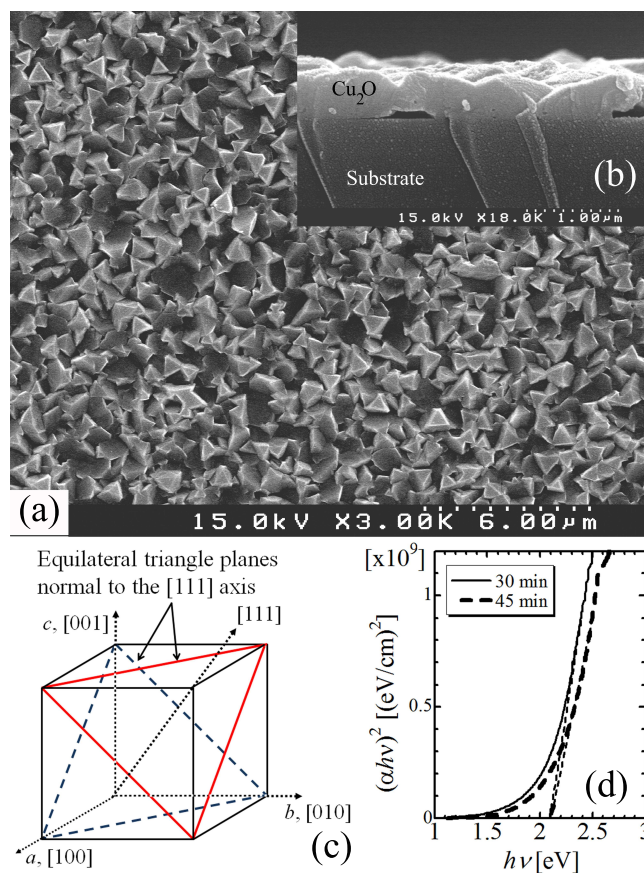 Cu₂O
Substrate
(b)
15.0kV X18.0K 1.00µm
(a)
15.0kV X3.00K 6.00µm
Equilateral triangle planes
normal to the [111] axis
c, [001]
[111]
b, [010]
a, [100]
(c)
[x10⁹]
30 min
45 min
1
0.5
0
(αhν)² [(eV/cm)²]
(d)
1 1.5 2 2.5 3
hν [eV]